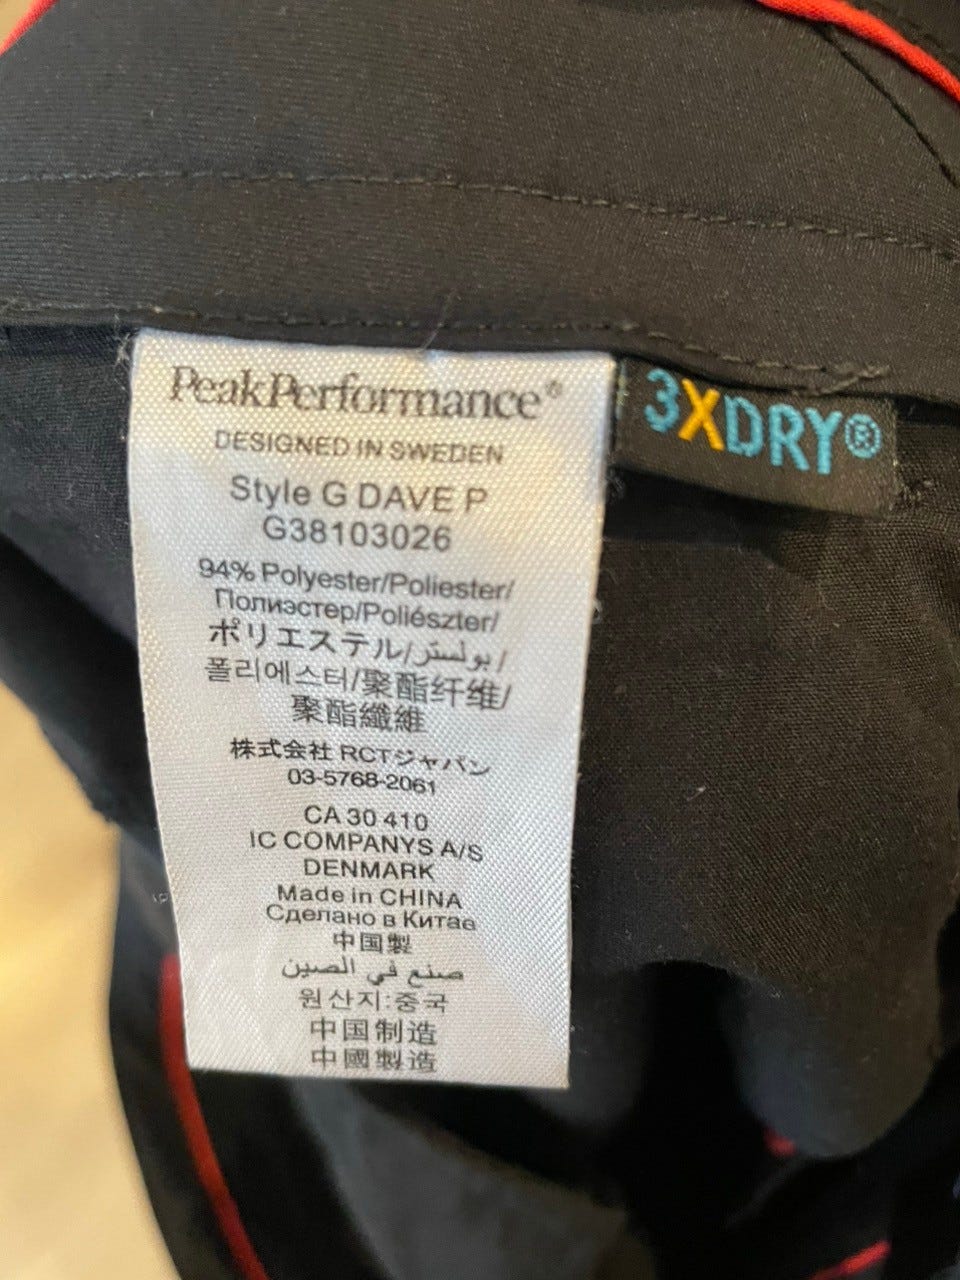 PeakPerformance®
DESIGNED IN SWEDEN
Style G DAVE P
G38103026
94% Polyester/Poliester/
Полиэстер/Poliészter/
ポリエステル/بولستر/
폴리에스터/聚酯纤维/
聚酯纖維
株式会社 RCTジャパン
03-5768-2061
CA 30 410
IC COMPANYS A/S
DENMARK
Made in CHINA
Сделано в Китае
中国製
صنع في الصين
원산지:중국
中国制造
中國製造
3XDRY®